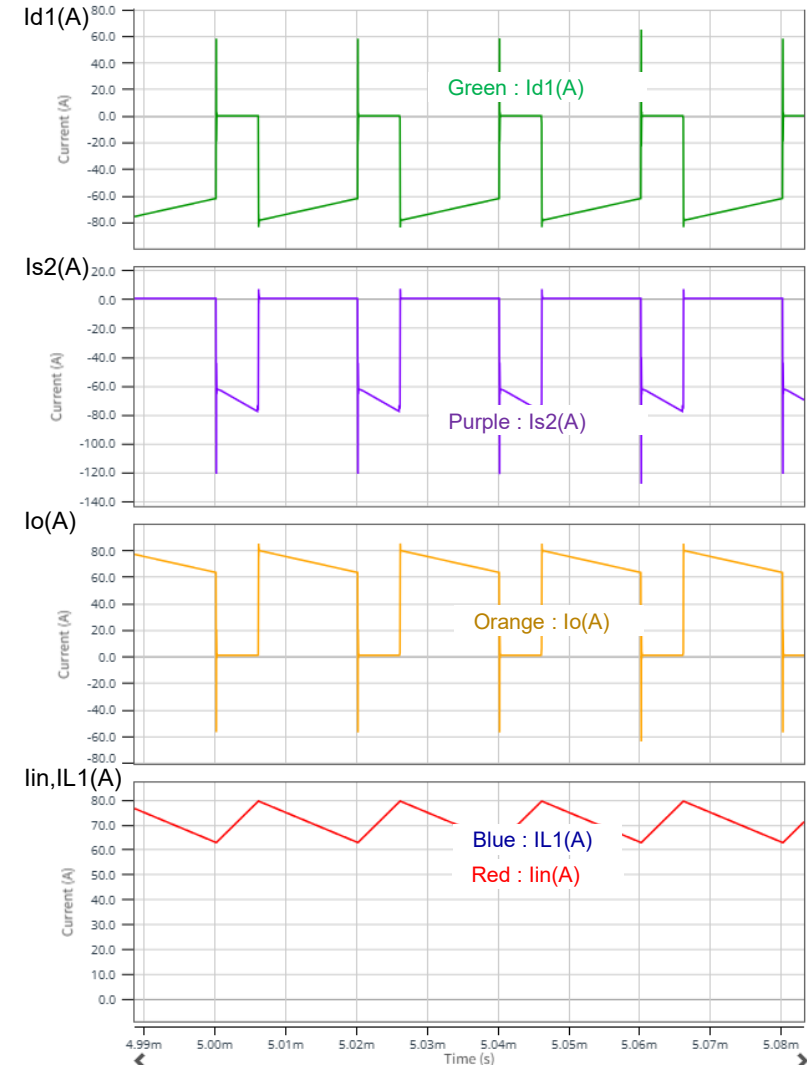 Id1(A)
80.0
60.0
40.0
20.0
0.0
-20.0
-40.0
-60.0
-80.0
Current (A)
Green : Id1(A)
Is2(A)
20.0
0.0
-20.0
-40.0
-60.0
-80.0
-100.0
-120.0
-140.0
Current (A)
Purple : Is2(A)
Io(A)
80.0
60.0
40.0
20.0
0.0
-20.0
-40.0
-60.0
-80.0
Current (A)
Orange : Io(A)
Iin,IL1(A)
80.0
70.0
60.0
50.0
40.0
30.0
20.0
10.0
0.0
Current (A)
Blue : IL1(A)
Red : Iin(A)
4.99m 5.00m 5.01m 5.02m 5.03m 5.04m 5.05m 5.06m 5.07m 5.08m
Time (s)